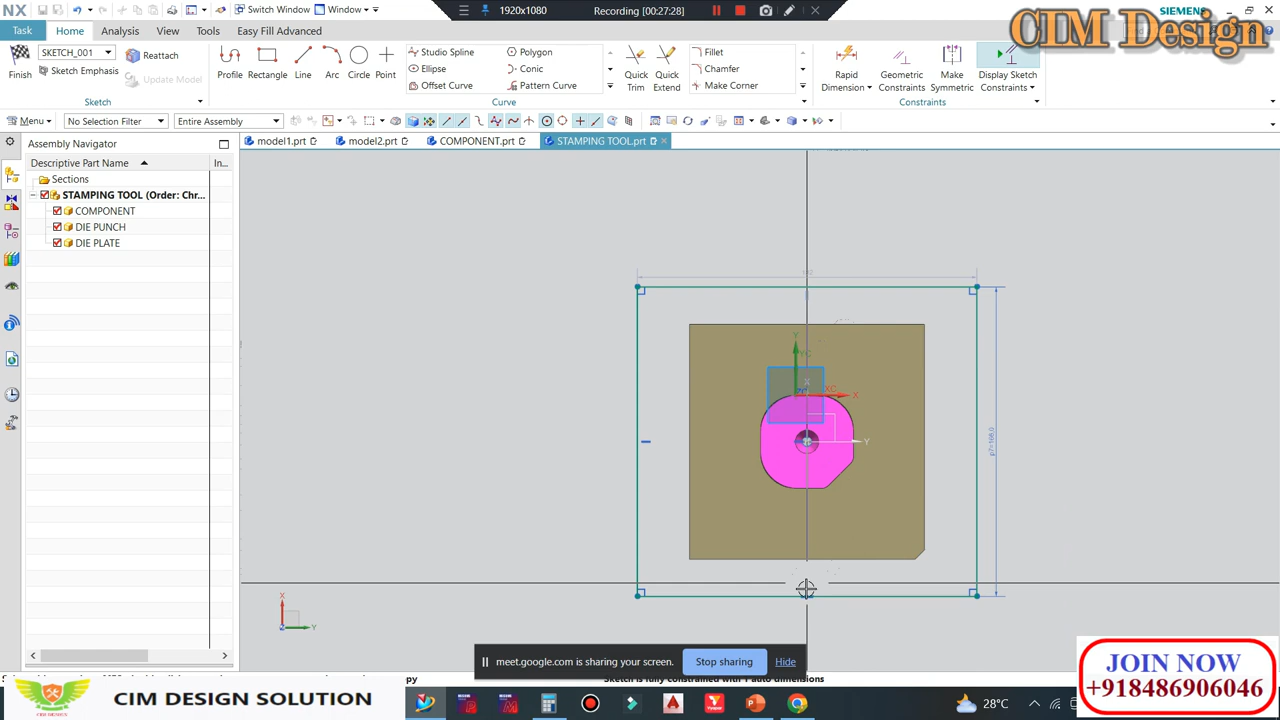 NX
Switch Window
Window
1920x1080
Recording [00:27:28]
SIEMENS
CIM Design
Task
Home
Analysis
View
Tools
Easy Fill Advanced
SKETCH_001
Reattach
Sketch Emphasis
Update Model
Finish
Sketch
Profile
Rectangle
Line
Arc
Circle
Point
Studio Spline
Polygon
Ellipse
Conic
Offset Curve
Pattern Curve
Curve
Quick Trim
Quick Extend
Fillet
Chamfer
Make Corner
Rapid Dimension
Geometric Constraints
Make Symmetric
Display Sketch Constraints
Constraints
Menu
No Selection Filter
Entire Assembly
Assembly Navigator
model1.prt
model2.prt
COMPONENT.prt
STAMPING TOOL.prt
Descriptive Part Name
In...
Sections
STAMPING TOOL (Order: Chr...
COMPONENT
DIE PUNCH
DIE PLATE
Y
YC
X
XC
X
Y
X
Z
Y
meet.google.com is sharing your screen.
Stop sharing
Hide
Sketch is fully constrained with 1 auto dimensions
CIM DESIGN SOLUTION
28°C
JOIN NOW
+918486906046